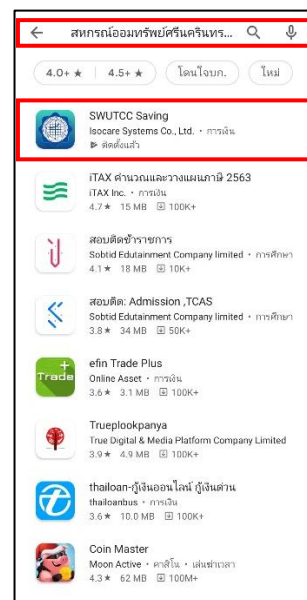 สหกรณ์ออมทรัพย์ศรีนครินทร...
4.0+ ★ 4.5+ ★ โดนใจบก. ใหม่
SWUTCC Saving
Isocare Systems Co., Ltd. • การเงิน
ติดตั้งแล้ว
iTAX คำนวณและวางแผนภาษี 2563
iTAX Inc. • การเงิน
4.7★ 15 MB 100K+
สอบติดข้าราชการ
Sobtid Edutainment Company limited • การศึกษา
4.1★ 18 MB 10K+
สอบติด: Admission ,TCAS
Sobtid Edutainment Company limited • การศึกษา
3.8★ 34 MB 50K+
Trade
efin Trade Plus
Online Asset • การเงิน
3.6★ 3.1 MB 100K+
Trueplookpanya
True Digital & Media Platform Company Limited
3.9★ 4.9 MB 100K+
thailoan-กู้เงินออนไลน์ กู้เงินด่วน
thailoanbus • การเงิน
3.6★ 10.0 MB 100K+
Coin Master
Moon Active • คาสิโน • เล่นชั่วเวลา
4.3★ 62 MB 100M+